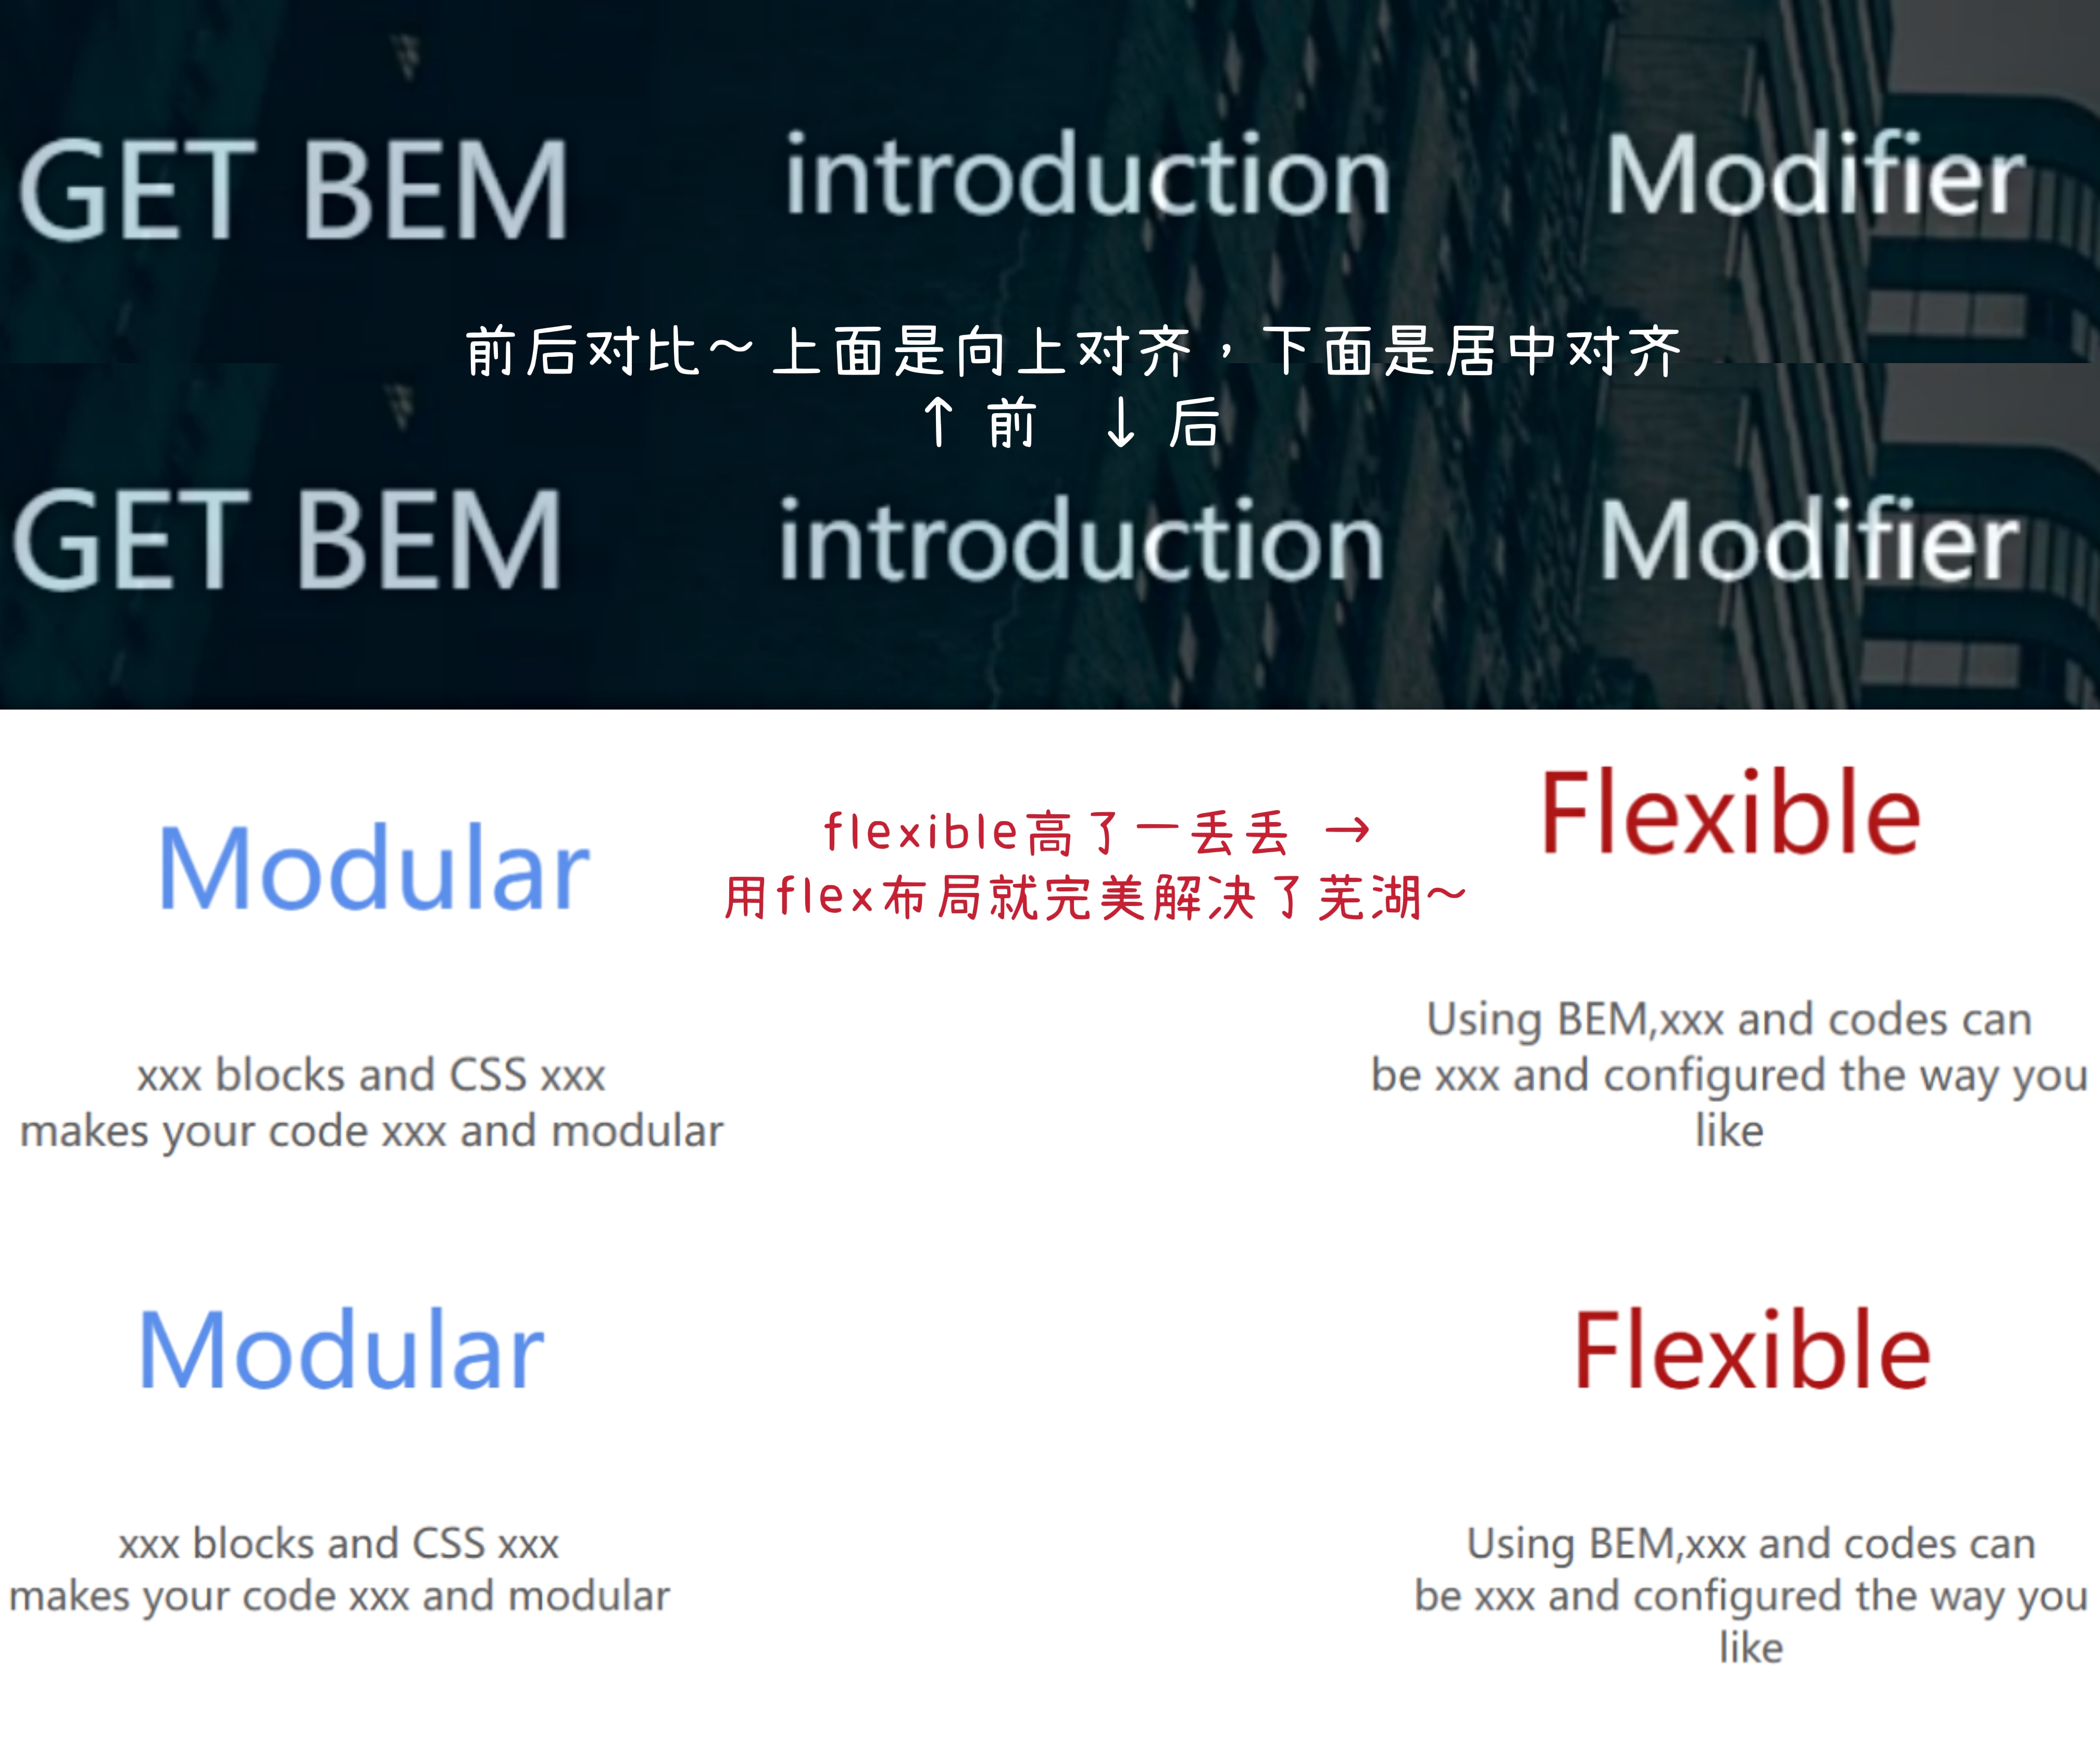 GET BEM introduction Modifier
前后对比～上面是向上对齐，下面是居中对齐
↑ 前 ↓ 后
GET BEM introduction Modifier
Modular
flexible高了一丢丢 →
用flex布局就完美解决了芜湖～
Flexible
xxx blocks and CSS xxx
makes your code xxx and modular
Using BEM,xxx and codes can
be xxx and configured the way you
like
Modular
Flexible
xxx blocks and CSS xxx
makes your code xxx and modular
Using BEM,xxx and codes can
be xxx and configured the way you
like